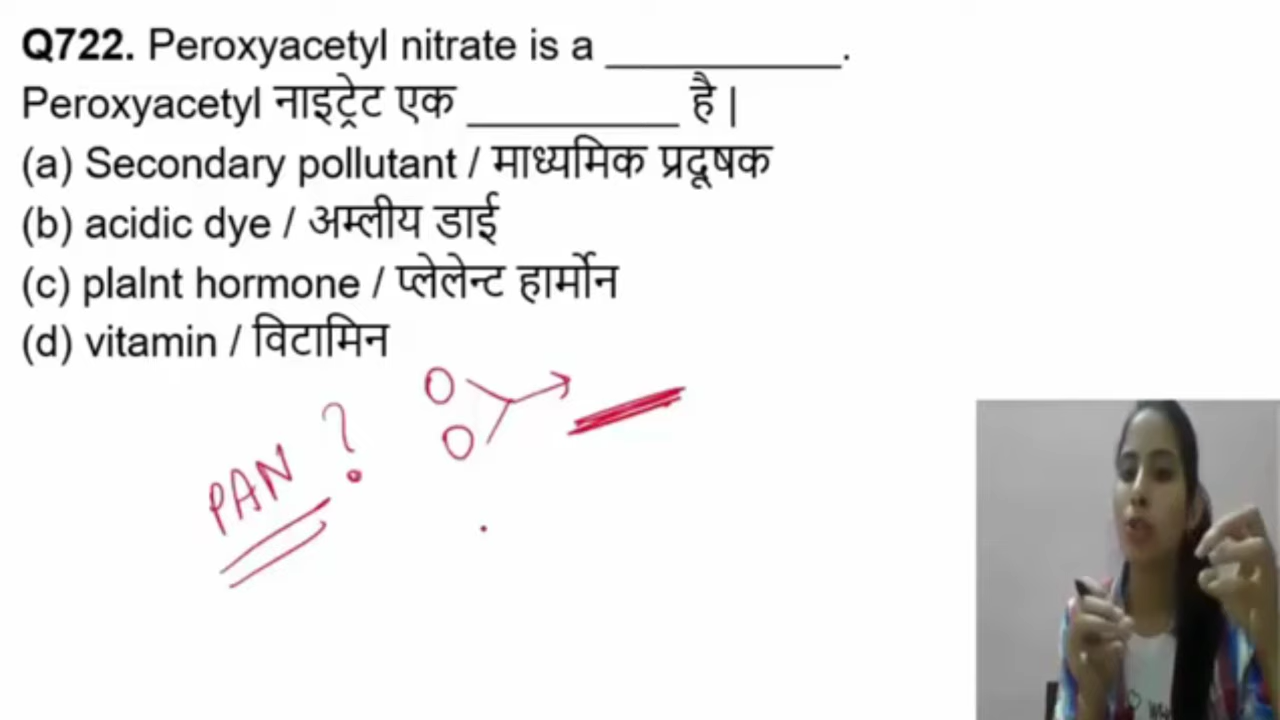 Q722. Peroxyacetyl nitrate is a __________.
Peroxyacetyl नाइट्रेट एक _________ है |
(a) Secondary pollutant / माध्यमिक प्रदूषक
(b) acidic dye / अम्लीय डाई
(c) plalnt hormone / प्लेलेन्ट हार्मोन
(d) vitamin / विटामिन
O
O
PAN ?